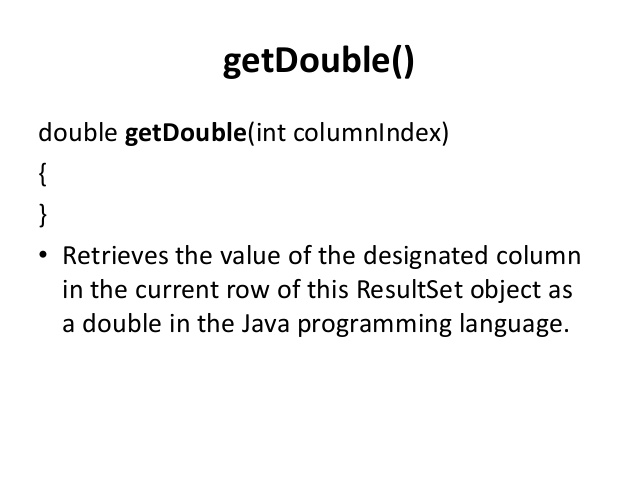 getDouble()
double getDouble(int columnIndex)
{
}
• Retrieves the value of the designated column
in the current row of this ResultSet object as
a double in the Java programming language.